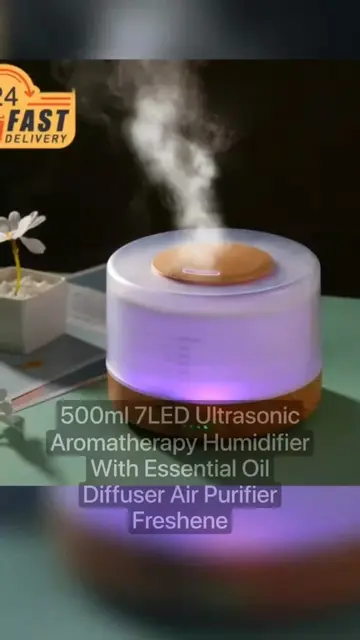 24
FAST
DELIVERY
500ml 7LED Ultrasonic
Aromatherapy Humidifier
With Essential Oil
Diffuser Air Purifier
Freshene